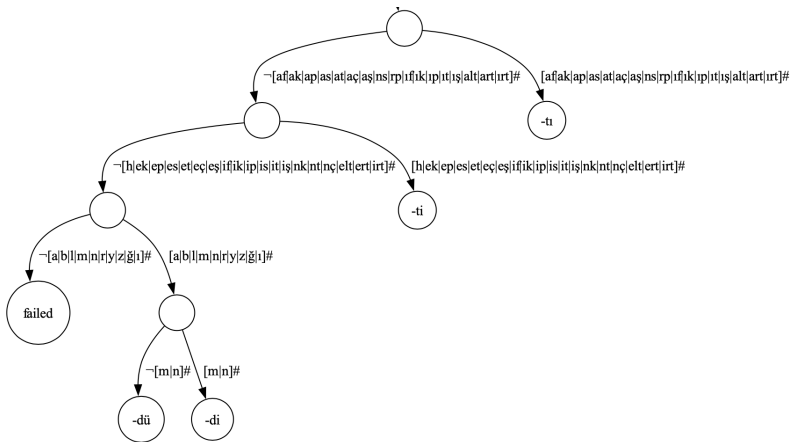 ¬[af|ak|ap|as|at|aç|aş|ns|rp|ıf|ık|ıp|ıt|ış|alt|art|ırt]# [af|ak|ap|as|at|aç|aş|ns|rp|ıf|ık|ıp|ıt|ış|alt|art|ırt]#
-tı
¬[h|ek|ep|es|et|eç|eş|if|ik|ip|is|it|iş|nk|nt|nç|elt|ert|irt]# [h|ek|ep|es|et|eç|eş|if|ik|ip|is|it|iş|nk|nt|nç|elt|ert|irt]#
-ti
¬[a|b|l|m|n|r|y|z|ğ|ı]# [a|b|l|m|n|r|y|z|ğ|ı]#
failed
¬[m|n]# [m|n]#
-dü -di